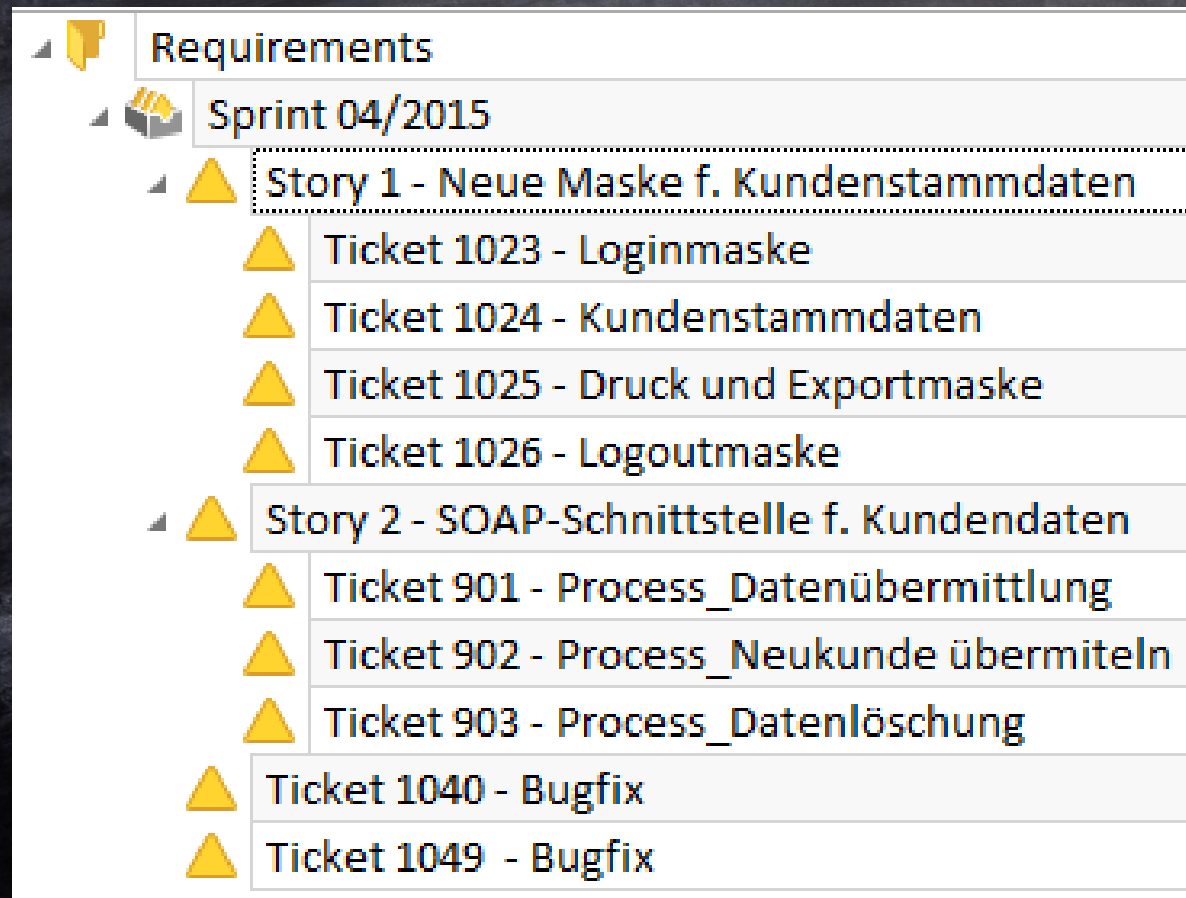 Requirements
Sprint 04/2015
Story 1 - Neue Maske f. Kundenstammdaten
Ticket 1023 - Loginmaske
Ticket 1024 - Kundenstammdaten
Ticket 1025 - Druck und Exportmaske
Ticket 1026 - Logoutmaske
Story 2 - SOAP-Schnittstelle f. Kundendaten
Ticket 901 - Process_Datenübermittlung
Ticket 902 - Process_Neukunde übermiteln
Ticket 903 - Process_Datenlöschung
Ticket 1040 - Bugfix
Ticket 1049 - Bugfix